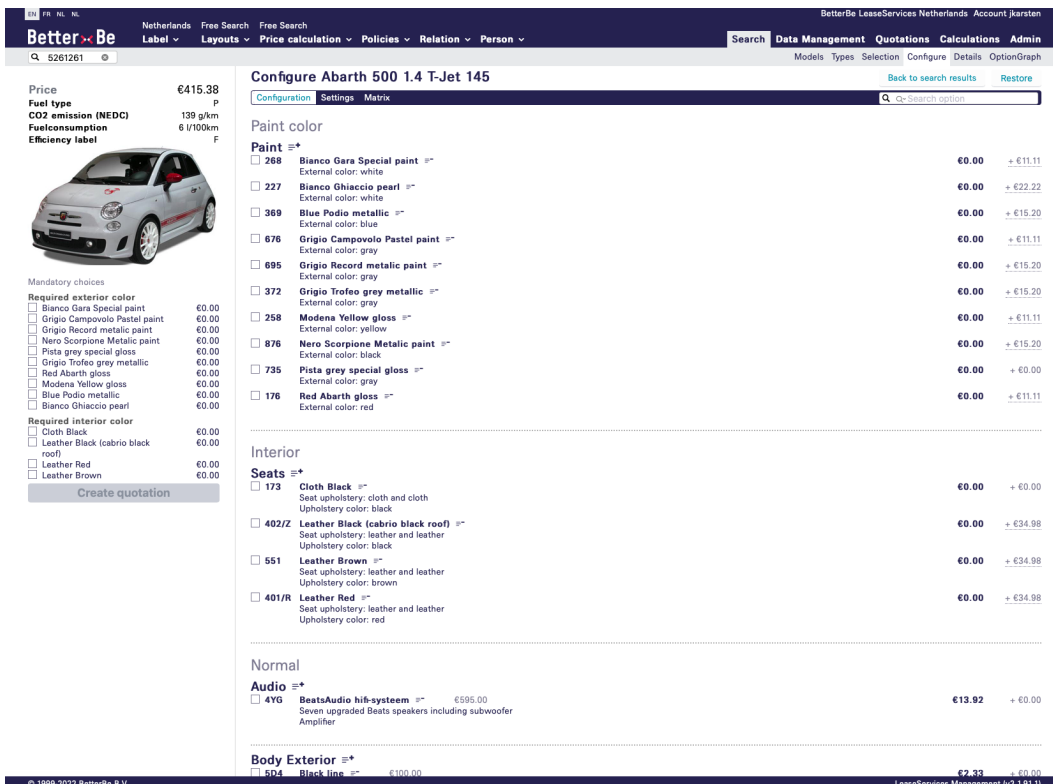 EN FR NL NL
BetterBe LeaseServices Netherlands Account jkarsten
BetterBe
Netherlands Free Search Free Search
Label Layouts Price calculation Policies Relation Person
Search Data Management Quotations Calculations Admin
5261261
Models Types Selection Configure Details OptionGraph
Price €415.38
Fuel type P
CO2 emission (NEDC) 139 g/km
Fuelconsumption 6 l/100km
Efficiency label F
Mandatory choices
Required exterior color
Bianco Gara Special paint €0.00
Grigio Campovolo Pastel paint €0.00
Grigio Record metalic paint €0.00
Nero Scorpione Metalic paint €0.00
Pista grey special gloss €0.00
Grigio Trofeo grey metallic €0.00
Red Abarth gloss €0.00
Modena Yellow gloss €0.00
Blue Podio metallic €0.00
Bianco Ghiaccio pearl €0.00
Required interior color
Cloth Black €0.00
Leather Black (cabrio black €0.00
roof)
Leather Red €0.00
Leather Brown €0.00
Create quotation
Configure Abarth 500 1.4 T-Jet 145
Back to search results Restore
Configuration Settings Matrix
Search option
Paint color
Paint
268 Bianco Gara Special paint €0.00 + €11.11
External color: white
227 Bianco Ghiaccio pearl €0.00 + €22.22
External color: white
369 Blue Podio metallic €0.00 + €15.20
External color: blue
676 Grigio Campovolo Pastel paint €0.00 + €11.11
External color: gray
695 Grigio Record metalic paint €0.00 + €15.20
External color: gray
372 Grigio Trofeo grey metallic €0.00 + €15.20
External color: gray
258 Modena Yellow gloss €0.00 + €11.11
External color: yellow
876 Nero Scorpione Metalic paint €0.00 + €15.20
External color: black
735 Pista grey special gloss €0.00 + €0.00
External color: gray
176 Red Abarth gloss €0.00 + €11.11
External color: red
Interior
Seats
173 Cloth Black €0.00 + €0.00
Seat upholstery: cloth and cloth
Upholstery color: black
402/Z Leather Black (cabrio black roof) €0.00 + €34.98
Seat upholstery: leather and leather
Upholstery color: black
551 Leather Brown €0.00 + €34.98
Seat upholstery: leather and leather
Upholstery color: brown
401/R Leather Red €0.00 + €34.98
Seat upholstery: leather and leather
Upholstery color: red
Normal
Audio
4YG BeatsAudio hifi-systeem €595.00 €13.92 + €0.00
Seven upgraded Beats speakers including subwoofer
Amplifier
Body Exterior
5D4 Black line €100.00 €2.33 + €0.00
© 1999-2022 BetterBe B.V. LeaseServices Management (v2.1.91.1)